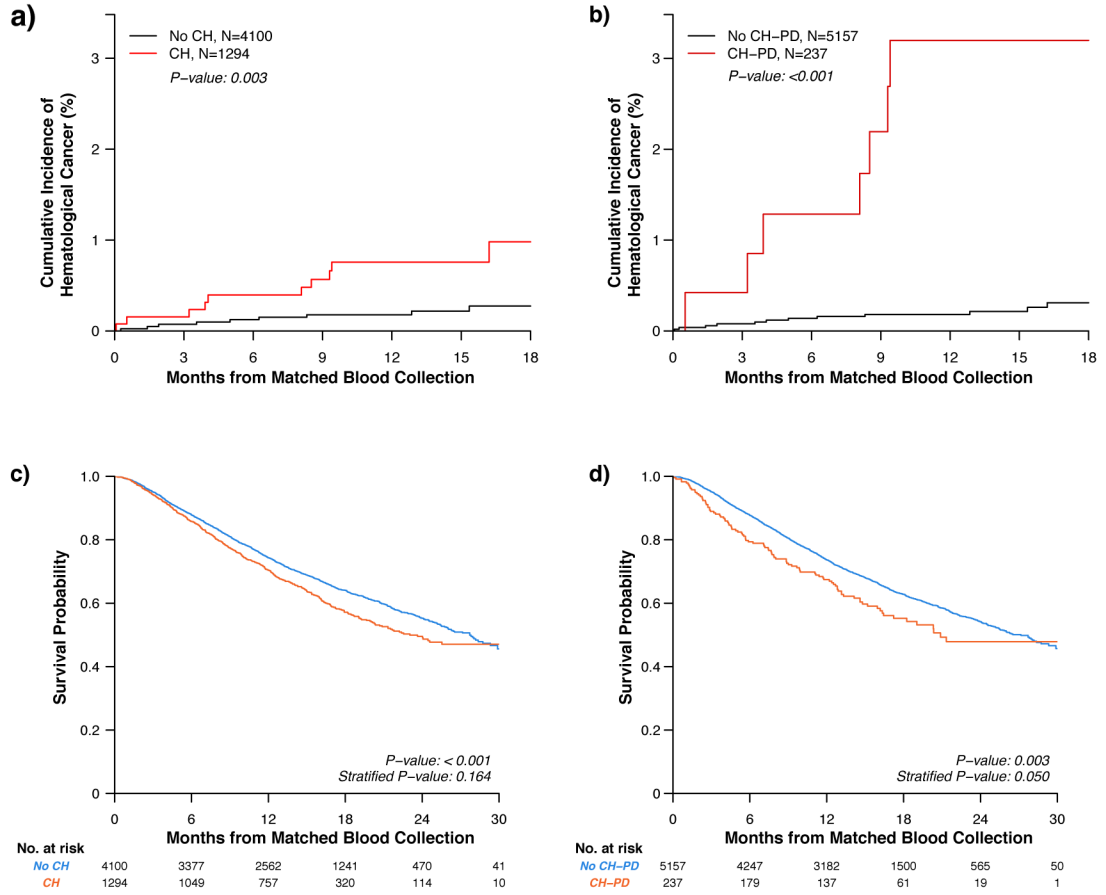 a)
No CH, N=4100
CH, N=1294
P−value: 0.003
Cumulative Incidence of
Hematological Cancer (%)
3
2
1
0
0 3 6 9 12 15 18
Months from Matched Blood Collection
b)
No CH−PD, N=5157
CH−PD, N=237
P−value: <0.001
Cumulative Incidence of
Hematological Cancer (%)
3
2
1
0
0 3 6 9 12 15 18
Months from Matched Blood Collection
c)
Survival Probability
1.0
0.8
0.6
0.4
0.2
0
P−value: < 0.001
Stratified P−value: 0.164
0 6 12 18 24 30
Months from Matched Blood Collection
No. at risk
No CH 4100 3377 2562 1241 470 41
CH 1294 1049 757 320 114 10
d)
Survival Probability
1.0
0.8
0.6
0.4
0.2
0
P−value: 0.003
Stratified P−value: 0.050
0 6 12 18 24 30
Months from Matched Blood Collection
No. at risk
No CH−PD 5157 4247 3182 1500 565 50
CH−PD 237 179 137 61 19 1